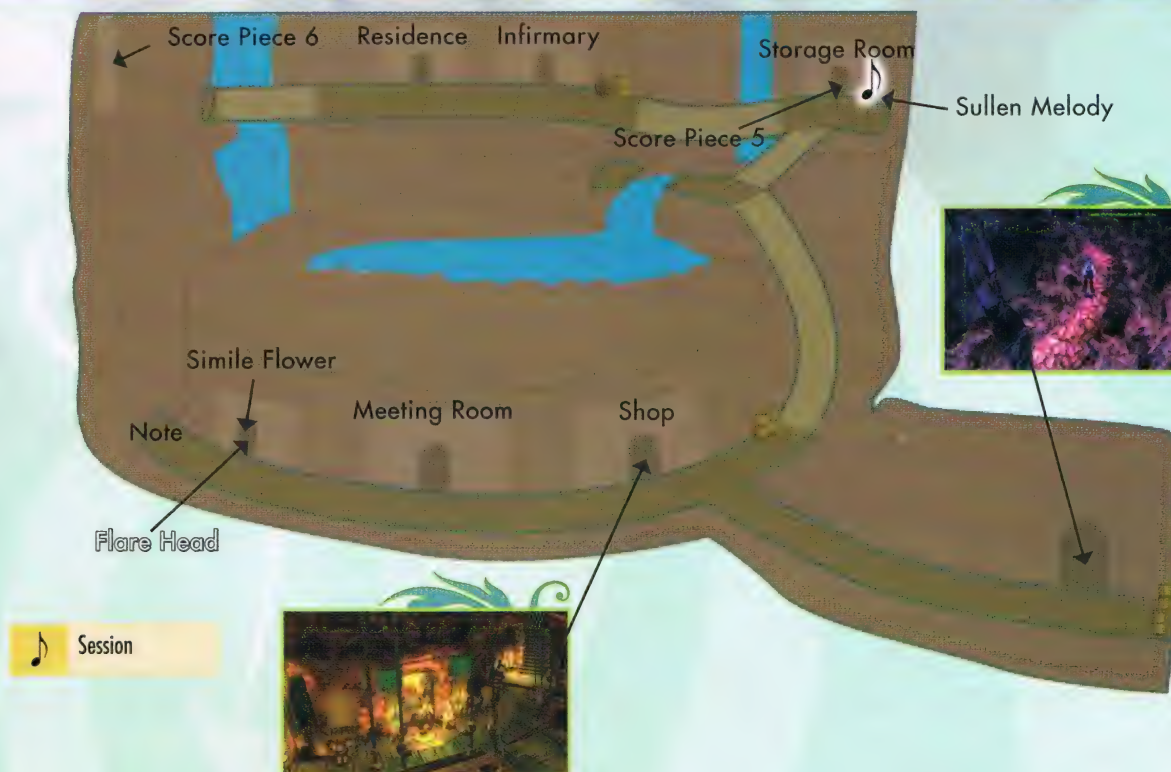 Score Piece 6
Residence
Infirmary
Storage Room
Sullen Melody
Score Piece 5
Simile Flower
Meeting Room
Shop
Note
Flare Head
Session